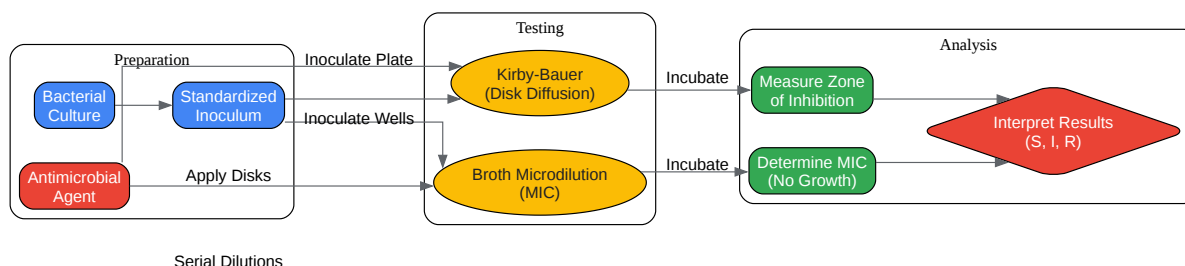 Preparation
Bacterial
Culture
Standardized
Inoculum
Antimicrobial
Agent
Inoculate Plate
Inoculate Wells
Apply Disks
Serial Dilutions
Testing
Kirby-Bauer
(Disk Diffusion)
Broth Microdilution
(MIC)
Incubate
Incubate
Analysis
Measure Zone
of Inhibition
Determine MIC
(No Growth)
Interpret Results
(S, I, R)